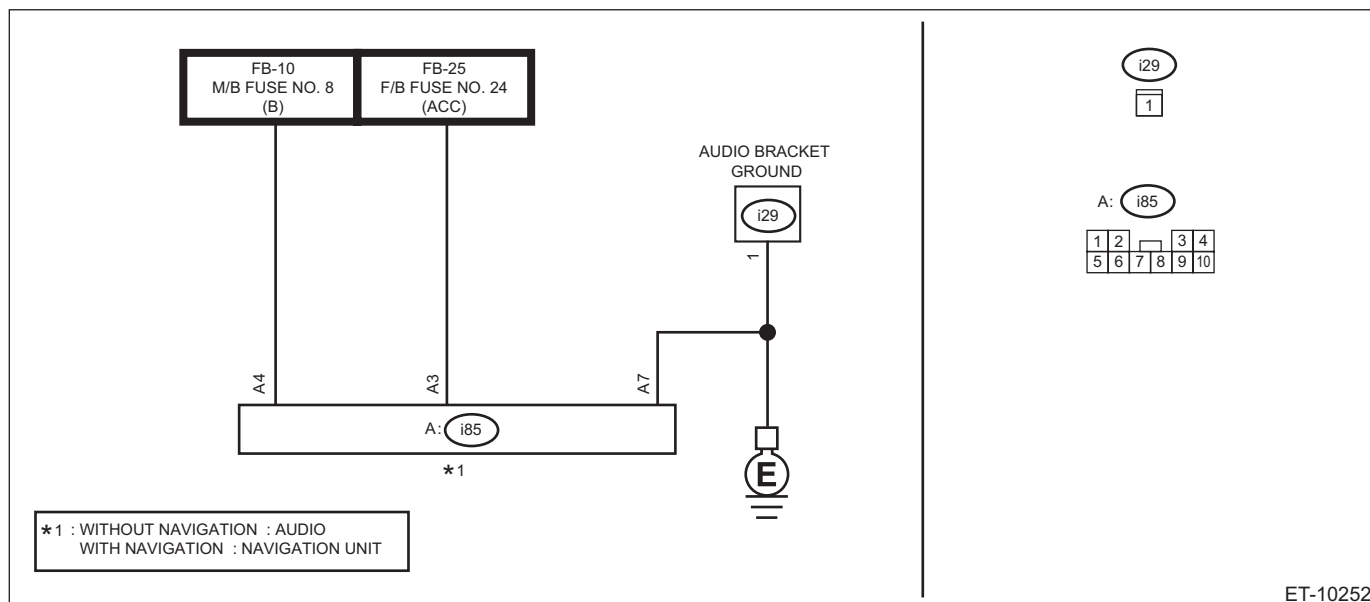 FB-10
M/B FUSE NO. 8
(B)
FB-25
F/B FUSE NO. 24
(ACC)
AUDIO BRACKET
GROUND
i29
1
A4
A3
A7
A: i85
*1
E
*1 : WITHOUT NAVIGATION : AUDIO
WITH NAVIGATION : NAVIGATION UNIT
i29
1
A: i85
1 2 3 4
5 6 7 8 9 10
ET-10252